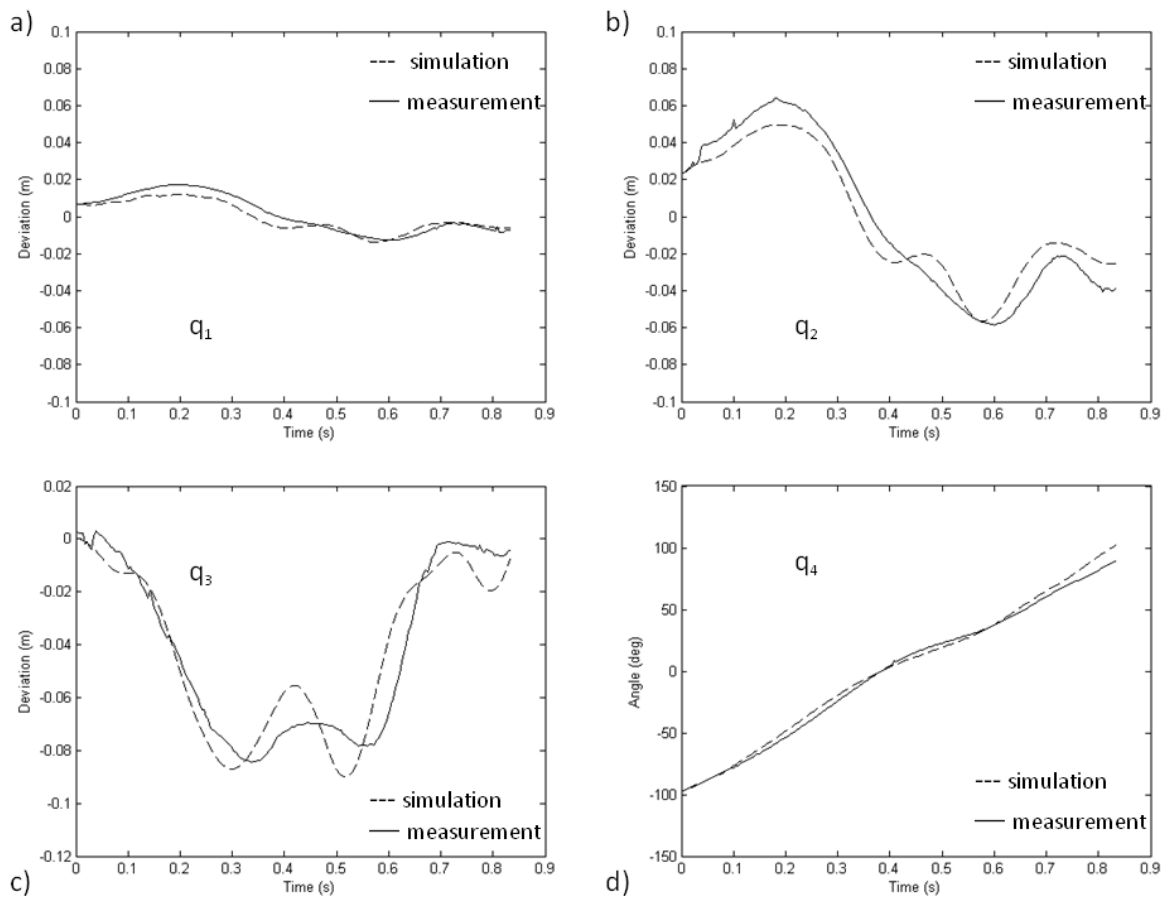 a)
0.1
0.08
0.06
0.04
0.02
0
-0.02
-0.04
-0.06
-0.08
-0.1
Deviation (m)
simulation
measurement
q1
0 0.1 0.2 0.3 0.4 0.5 0.6 0.7 0.8 0.9
Time (s)
b)
0.1
0.08
0.06
0.04
0.02
0
-0.02
-0.04
-0.06
-0.08
-0.1
Deviation (m)
simulation
measurement
q2
0 0.1 0.2 0.3 0.4 0.5 0.6 0.7 0.8 0.9
Time (s)
0.02
0
-0.02
-0.04
-0.06
-0.08
-0.1
-0.12
Deviation (m)
q3
simulation
measurement
0 0.1 0.2 0.3 0.4 0.5 0.6 0.7 0.8 0.9
Time (s)
c)
150
100
50
0
-50
-100
-150
Angle (deg)
q4
simulation
measurement
0 0.1 0.2 0.3 0.4 0.5 0.6 0.7 0.8 0.9
Time (s)
d)